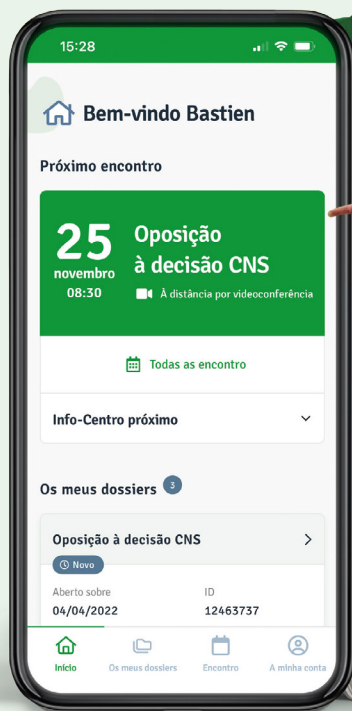 15:28
Bem-vindo Bastien
Próximo encontro
25
novembro
08:30
Oposição
à decisão CNS
À distância por videoconferência
Todas as encontro
Info-Centro próximo
Os meus dossiers 3
Oposição à decisão CNS
Novo
Aberto sobre
04/04/2022
ID
12463737
Início
Os meus dossiers
Encontro
A minha conta